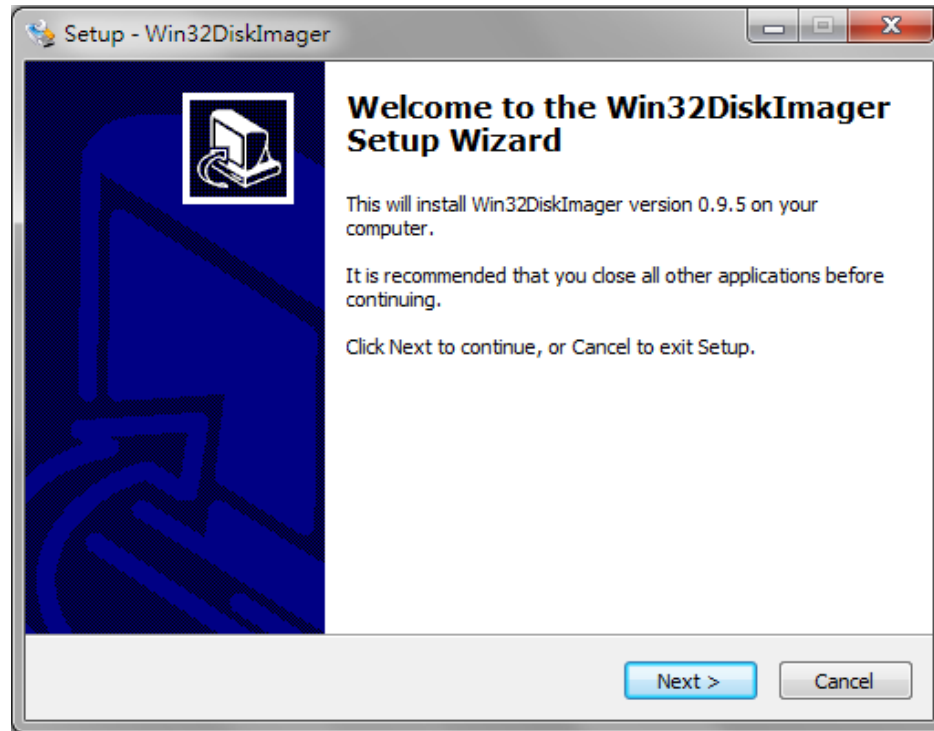 Setup - Win32DiskImager
Welcome to the Win32DiskImager
Setup Wizard
This will install Win32DiskImager version 0.9.5 on your
computer.
It is recommended that you close all other applications before
continuing.
Click Next to continue, or Cancel to exit Setup.
Next >
Cancel